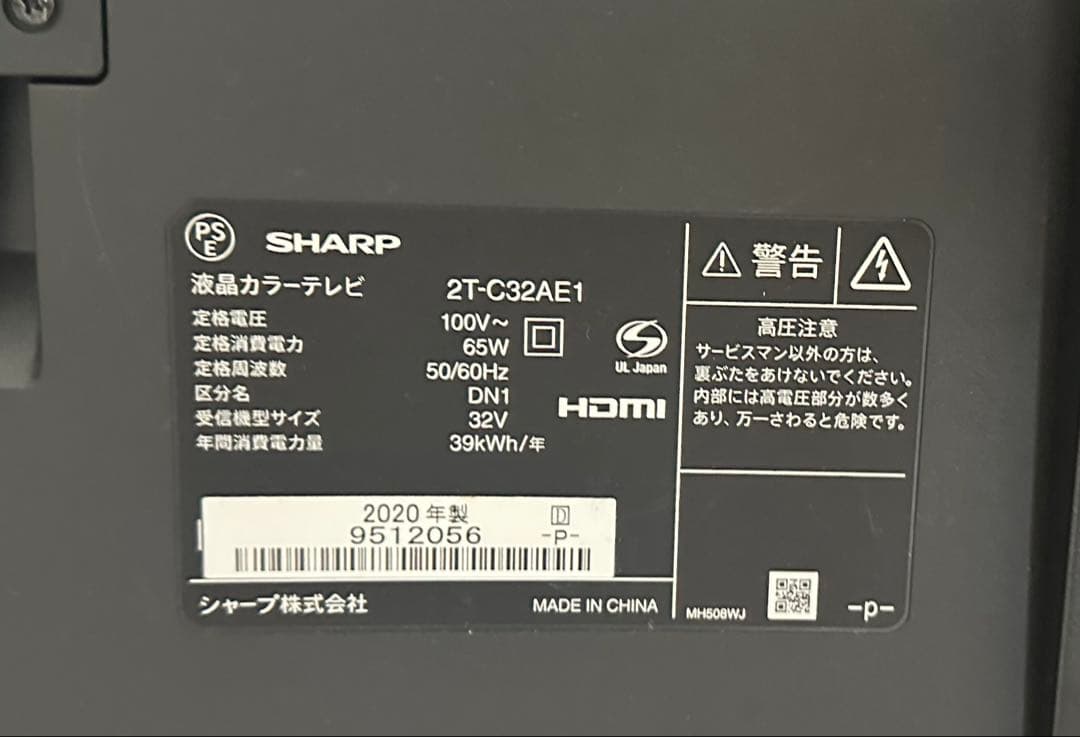 PS
E
SHARP
液晶カラーテレビ 2T-C32AE1
定格電圧 100V~
定格消費電力 65W
定格周波数 50/60Hz
区分名 DN1
受信機型サイズ 32V
年間消費電力量 39kWh/年
UL Japan
HDMI
2020 年製 D
9512056 -P-
シャープ株式会社 MADE IN CHINA
警告
高圧注意
サービスマン以外の方は、
裏ぶたをあけないでください。
内部には高電圧部分が数多く
あり、万一さわると危険です。
MH508WJ -p-